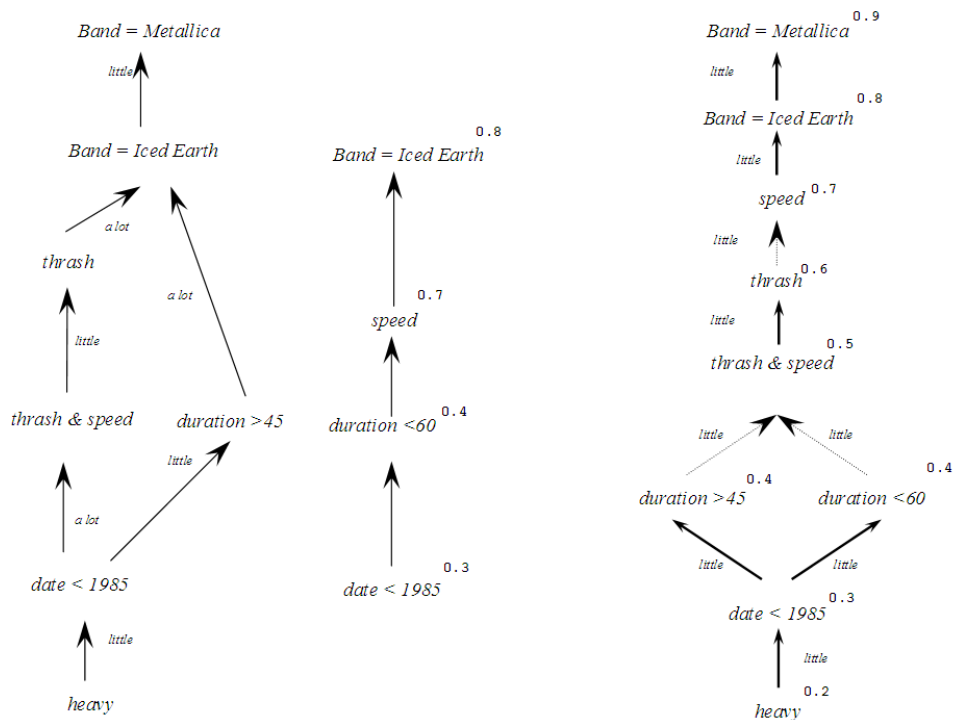 Band = Metallica
little
Band = Iced Earth
a lot
thrash
a lot
little
thrash & speed
duration >45
little
a lot
date < 1985
little
heavy
0.8
Band = Iced Earth
0.7
speed
0.4
duration <60
0.3
date < 1985
0.9
Band = Metallica
little
0.8
Band = Iced Earth
little
0.7
speed
little
0.6
thrash
little
0.5
thrash & speed
little
little
0.4
duration >45
0.4
duration <60
little
little
0.3
date < 1985
little
0.2
heavy